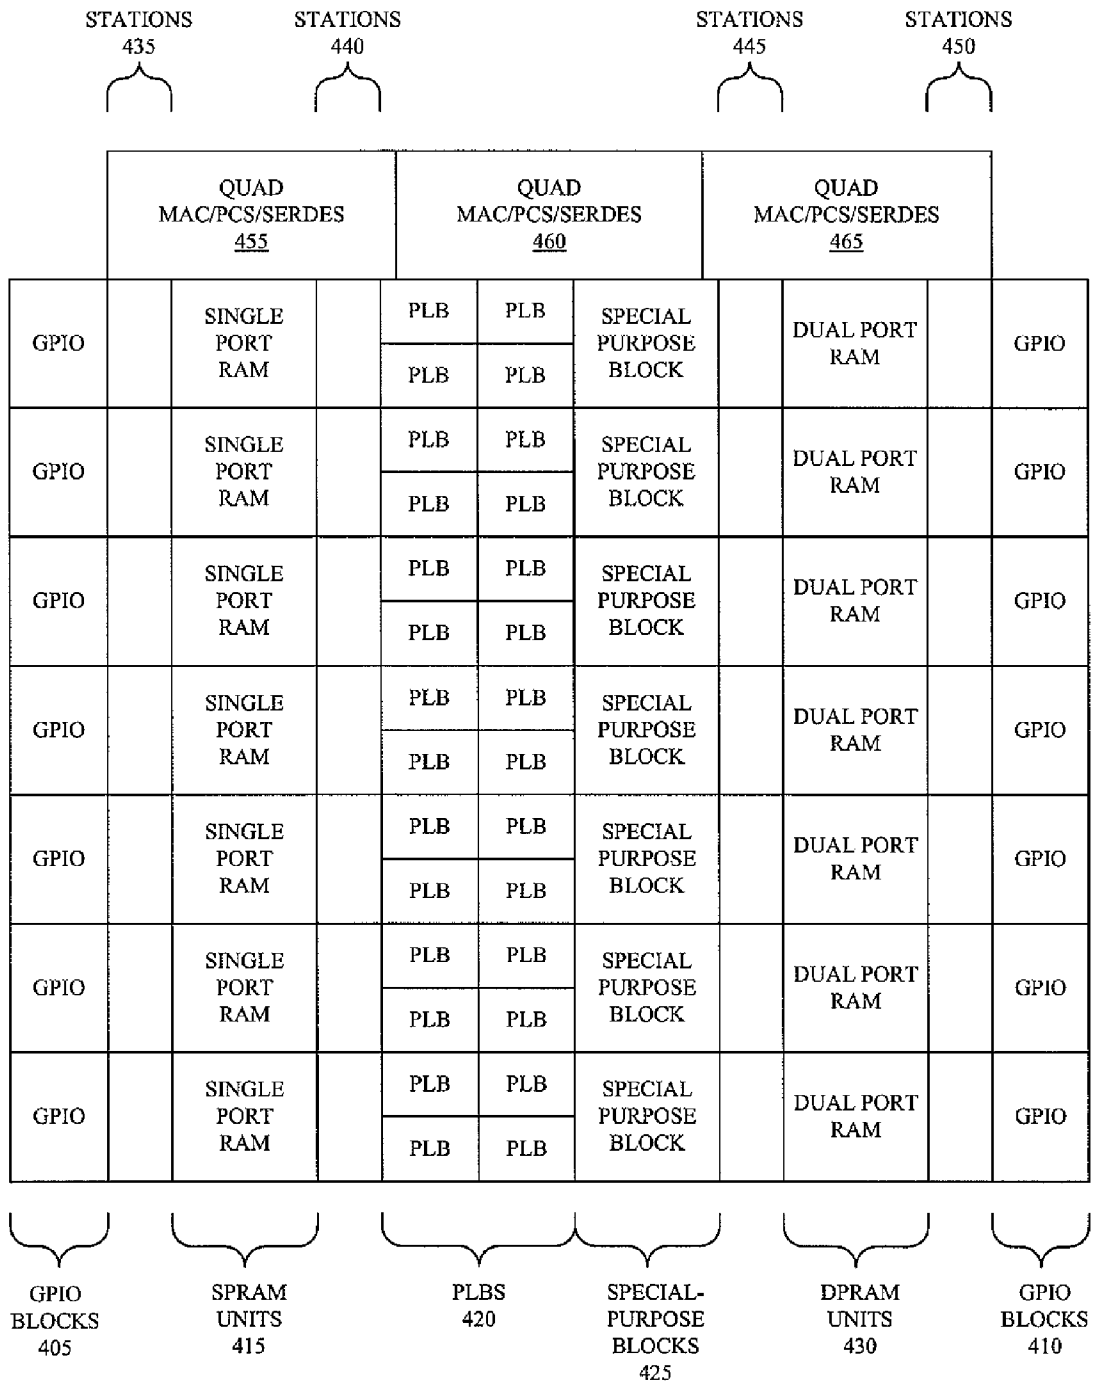 STATIONS STATIONS STATIONS STATIONS
435 440 445 450
QUAD QUAD QUAD
MAC/PCS/SERDES MAC/PCS/SERDES MAC/PCS/SERDES
455 460 465
PLB PLB
SINGLE SPECIAL
DUAL PORT
GPIO PORT PURPOSE GPIO
RAM
RAM PLB PLB BLOCK
PLB PLB
SINGLE SPECIAL
DUAL PORT
GPIO PORT PURPOSE GPIO
RAM
RAM PLB PLB BLOCK
PLB PLB
SINGLE SPECIAL
DUAL PORT
GPIO PORT PURPOSE GPIO
RAM
RAM PLB PLB BLOCK
PLB PLB
SINGLE SPECIAL
DUAL PORT
GPIO PORT PURPOSE GPIO
RAM
RAM PLB PLB BLOCK
PLB PLB
SINGLE SPECIAL
DUAL PORT
GPIO PORT PURPOSE GPIO
RAM
RAM PLB PLB BLOCK
PLB PLB
SINGLE SPECIAL
DUAL PORT
GPIO PORT PURPOSE GPIO
RAM
RAM PLB PLB BLOCK
PLB PLB
SINGLE SPECIAL
DUAL PORT
GPIO PORT PURPOSE GPIO
RAM
RAM PLB PLB BLOCK
GPIO SPRAM PLBS SPECIAL- DPRAM GPIO
BLOCKS UNITS 420 PURPOSE UNITS BLOCKS
405 415 BLOCKS 430 410
425